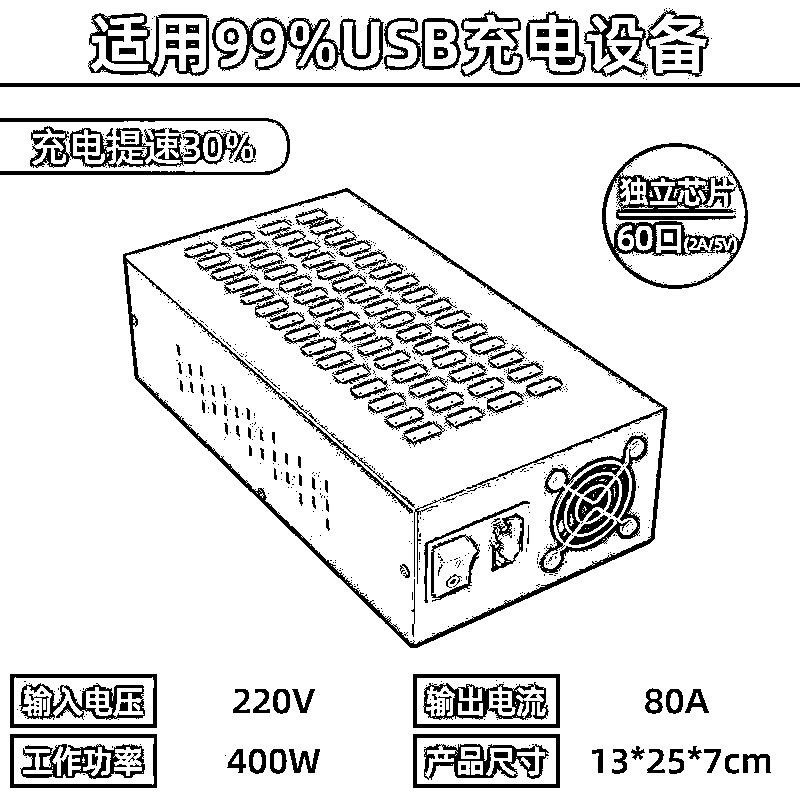 适用99%USB充电设备
充电提速30%
独立芯片
60口(2A/5V)
输入电压 220V 输出电流 80A
工作功率 400W 产品尺寸 13*25*7cm